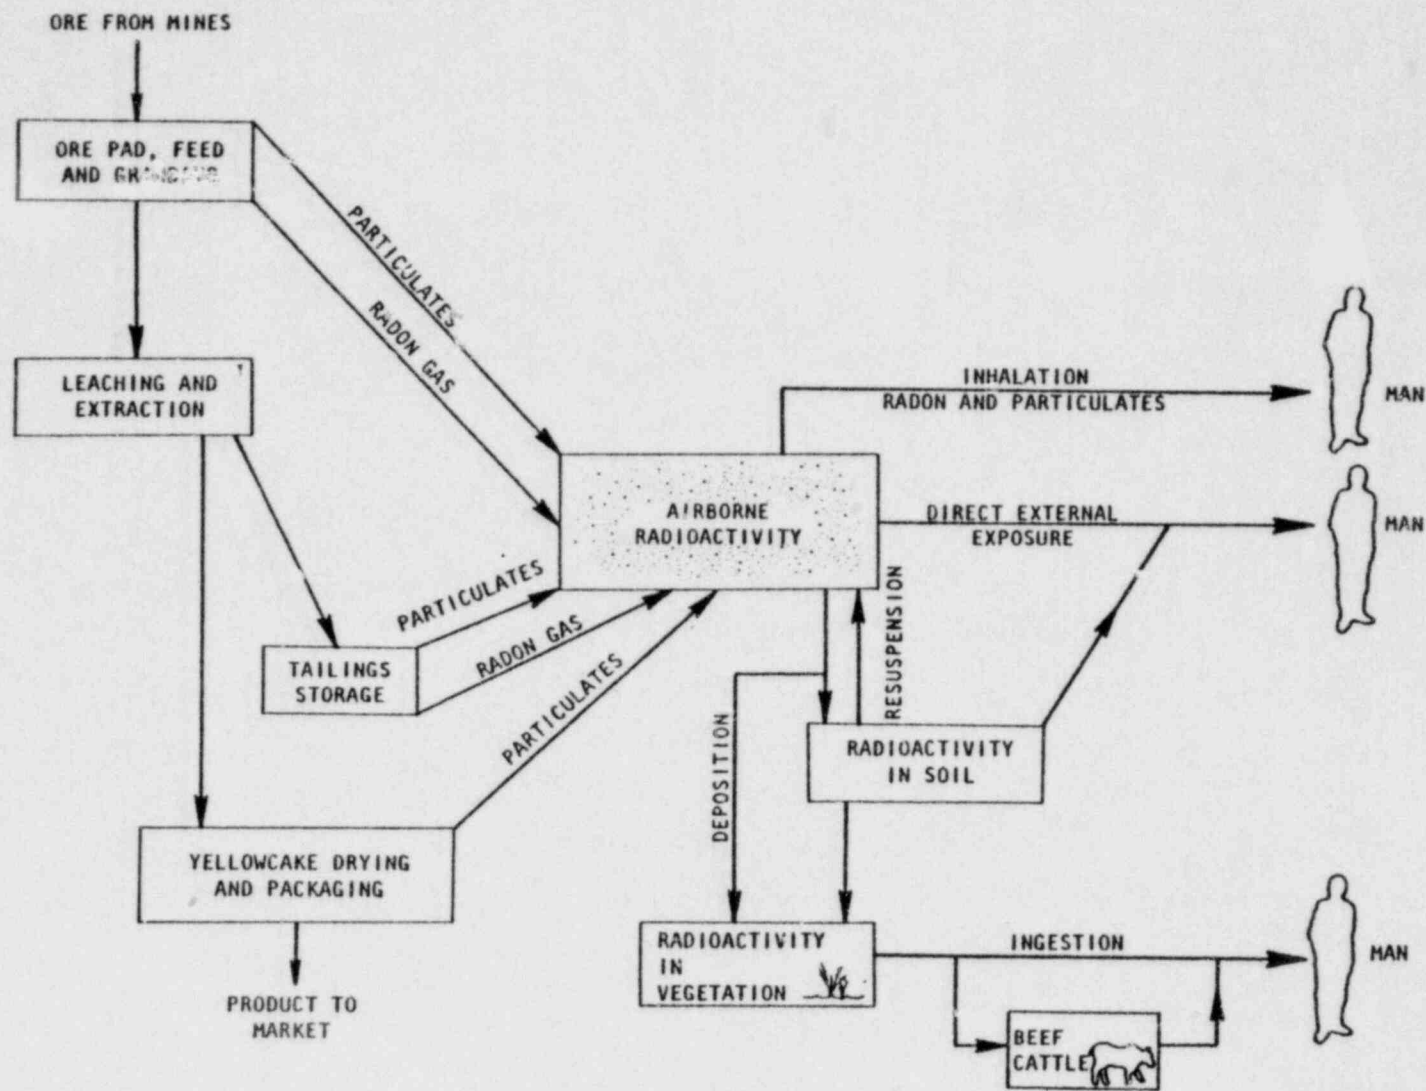 ORE FROM MINES
ORE PAD, FEED
AND
PARTICULATES
RADON GAS
LEACHING AND
EXTRACTION
INHALATION
RADON AND PARTICULATES
MAN
AIRBORNE
RADIOACTIVITY
DIRECT EXTERNAL
EXPOSURE
MAN
PARTICULATES
RADON GAS
PARTICULATES
TAILINGS
STORAGE
DEPOSITION
RESUSPENSION
RADIOACTIVITY
IN SOIL
YELLOWCAKE DRYING
AND PACKAGING
PRODUCT TO
MARKET
RADIOACTIVITY
IN
VEGETATION
INGESTION
MAN
BEEF
CATTLE